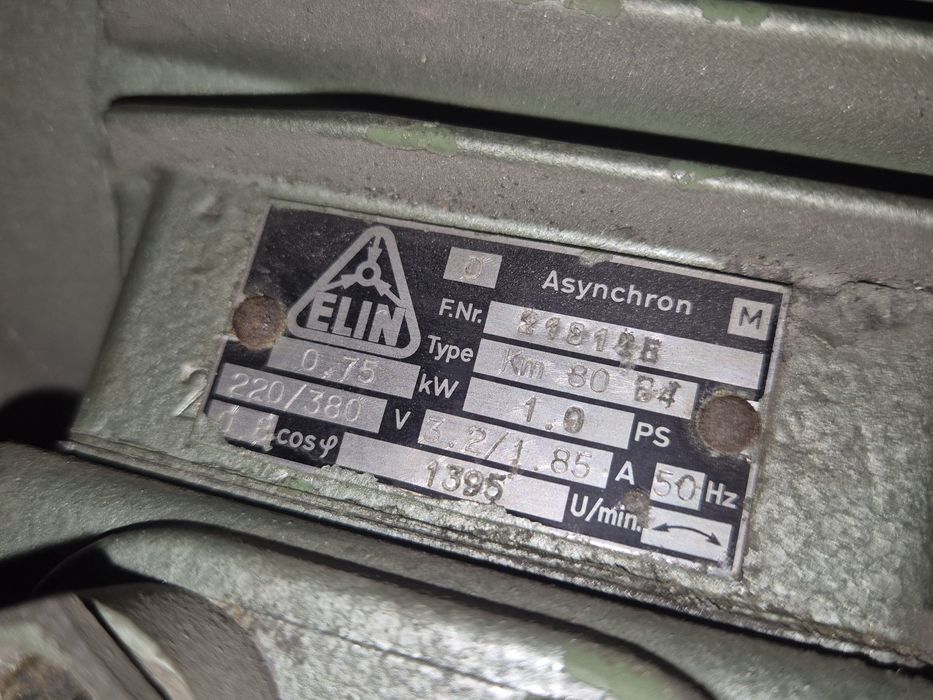 ELIN
D Asynchron M
F.Nr.
Type Km 80 B4
0.75 kW 1.0 PS
220/380 V 3.2/1.85 A 50 Hz
cosφ 1395 U/min.